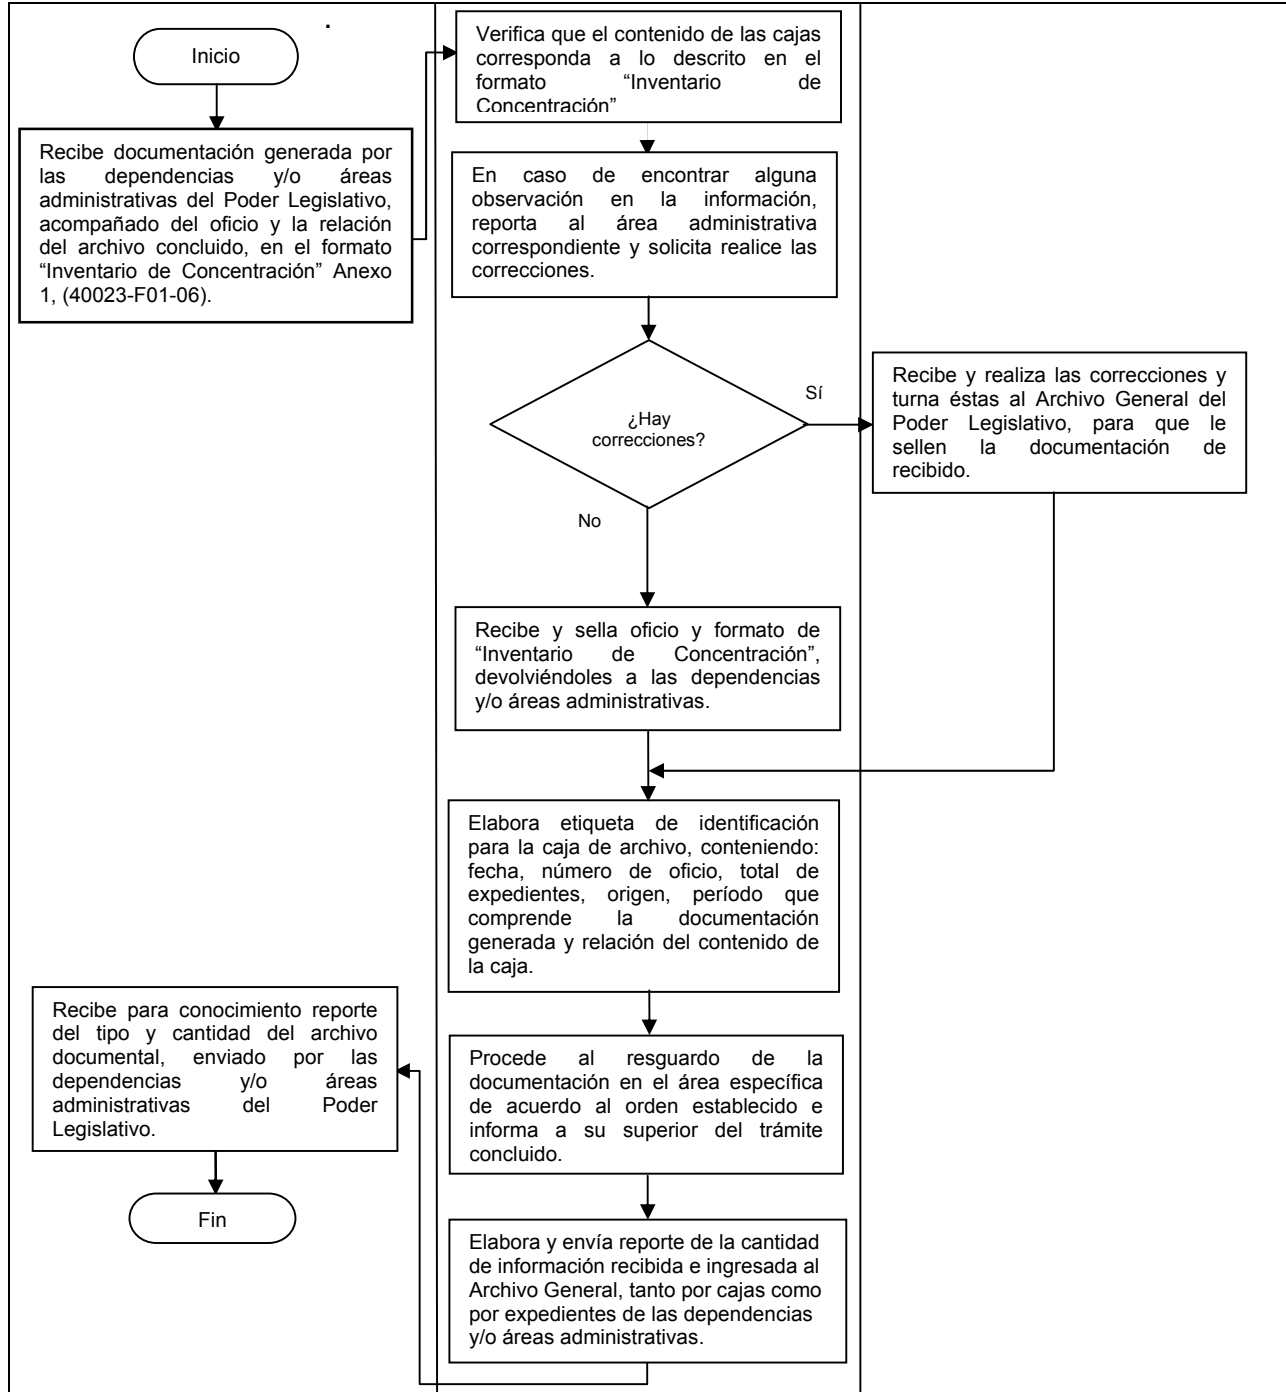 Inicio
Recibe documentación generada por
las dependencias y/o áreas
administrativas del Poder Legislativo,
acompañado del oficio y la relación
del archivo concluido, en el formato
“Inventario de Concentración” Anexo
1, (40023-F01-06).
Verifica que el contenido de las cajas
corresponda a lo descrito en el
formato “Inventario de
Concentración”
En caso de encontrar alguna
observación en la información,
reporta al área administrativa
correspondiente y solicita realice las
correcciones.
¿Hay
correcciones?
Sí
No
Recibe y realiza las correcciones y
turna éstas al Archivo General del
Poder Legislativo, para que le
sellen la documentación de
recibido.
Recibe y sella oficio y formato de
“Inventario de Concentración”,
devolviéndoles a las dependencias
y/o áreas administrativas.
Elabora etiqueta de identificación
para la caja de archivo, conteniendo:
fecha, número de oficio, total de
expedientes, origen, período que
comprende la documentación
generada y relación del contenido de
la caja.
Procede al resguardo de la
documentación en el área específica
de acuerdo al orden establecido e
informa a su superior del trámite
concluido.
Elabora y envía reporte de la cantidad
de información recibida e ingresada al
Archivo General, tanto por cajas como
por expedientes de las dependencias
y/o áreas administrativas.
Recibe para conocimiento reporte
del tipo y cantidad del archivo
documental, enviado por las
dependencias y/o áreas
administrativas del Poder
Legislativo.
Fin